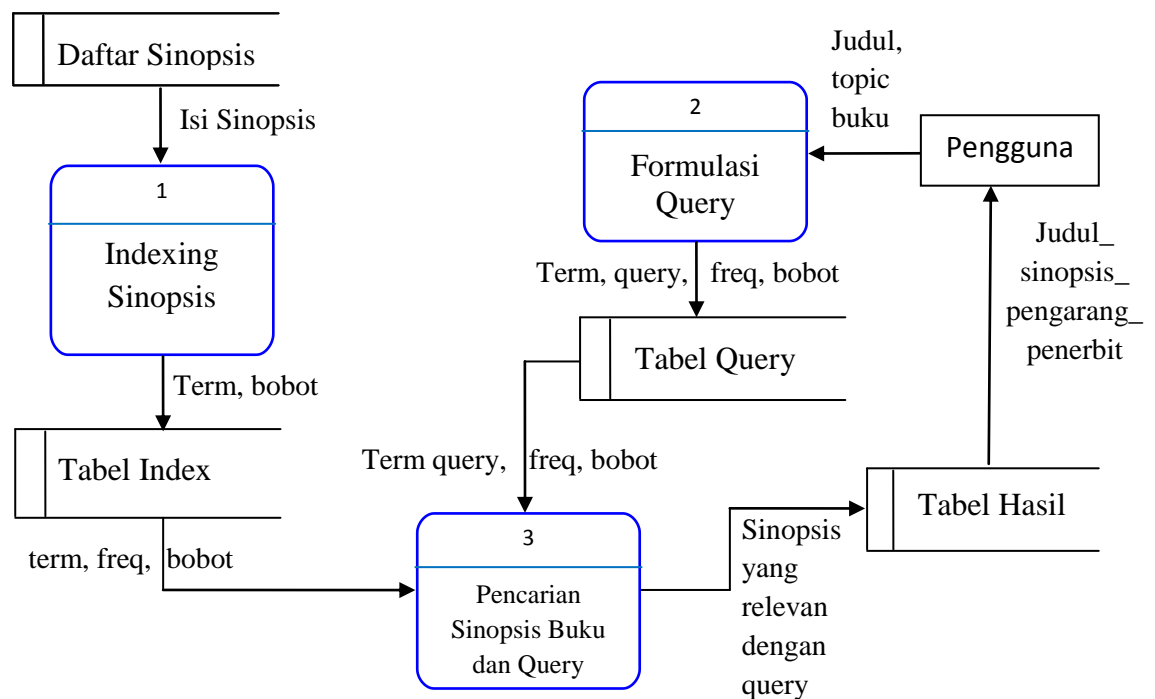 Daftar Sinopsis
Isi Sinopsis
1
Indexing
Sinopsis
Term, bobot
Tabel Index
term, freq, bobot
Judul,
topic
buku
Pengguna
2
Formulasi
Query
Term, query, freq, bobot
Tabel Query
Term query, freq, bobot
3
Pencarian
Sinopsis Buku
dan Query
Sinopsis
yang
relevan
dengan
query
Tabel Hasil
Judul_
sinopsis_
pengarang_
penerbit